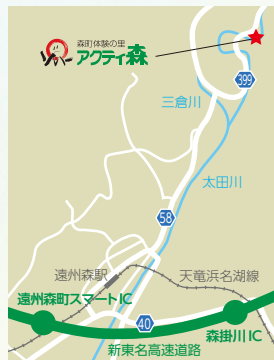 森町体験の里
アクティ森
399
三倉川
太田川
58
遠州森駅
天竜浜名湖線
遠州森町スマートIC
40
森掛川IC
新東名高速道路